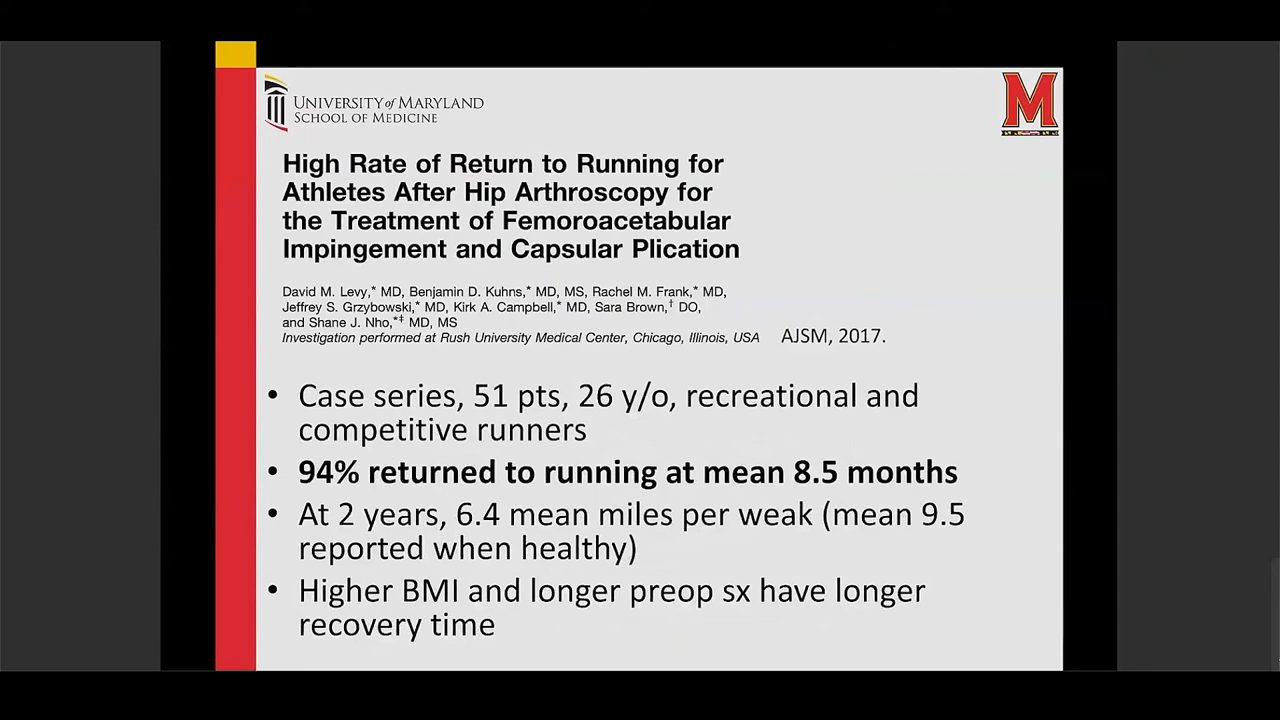 UNIVERSITY of MARYLAND
SCHOOL OF MEDICINE
M
High Rate of Return to Running for
Athletes After Hip Arthroscopy for
the Treatment of Femoroacetabular
Impingement and Capsular Plication
David M. Levy,* MD, Benjamin D. Kuhns,* MD, MS, Rachel M. Frank,* MD,
Jeffrey S. Grzybowski,* MD, Kirk A. Campbell,* MD, Sara Brown,† DO,
and Shane J. Nho,*‡ MD, MS
Investigation performed at Rush University Medical Center, Chicago, Illinois, USA AJSM, 2017.
• Case series, 51 pts, 26 y/o, recreational and
competitive runners
• 94% returned to running at mean 8.5 months
• At 2 years, 6.4 mean miles per weak (mean 9.5
reported when healthy)
• Higher BMI and longer preop sx have longer
recovery time